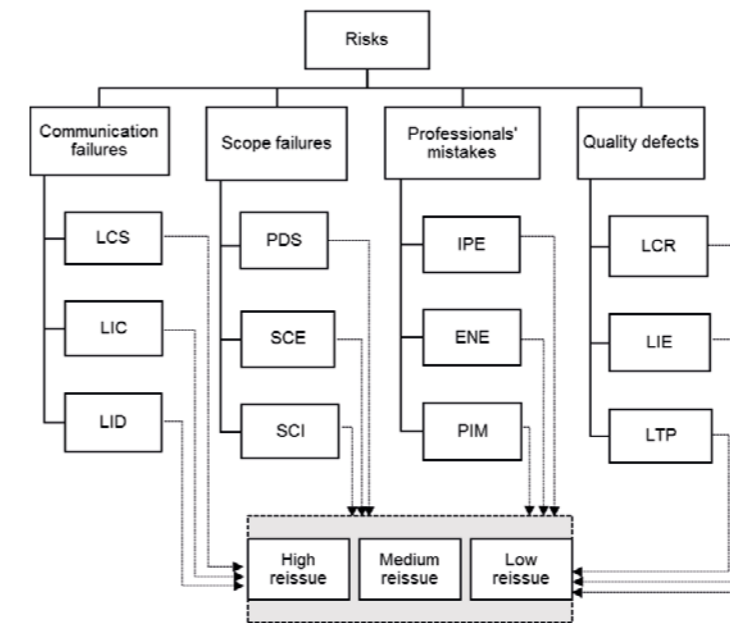 Risks
Communication
failures
Scope failures
Professionals'
mistakes
Quality defects
LCS
PDS
IPE
LCR
LIC
SCE
ENE
LIE
LID
SCI
PIM
LTP
High
reissue
Medium
reissue
Low
reissue